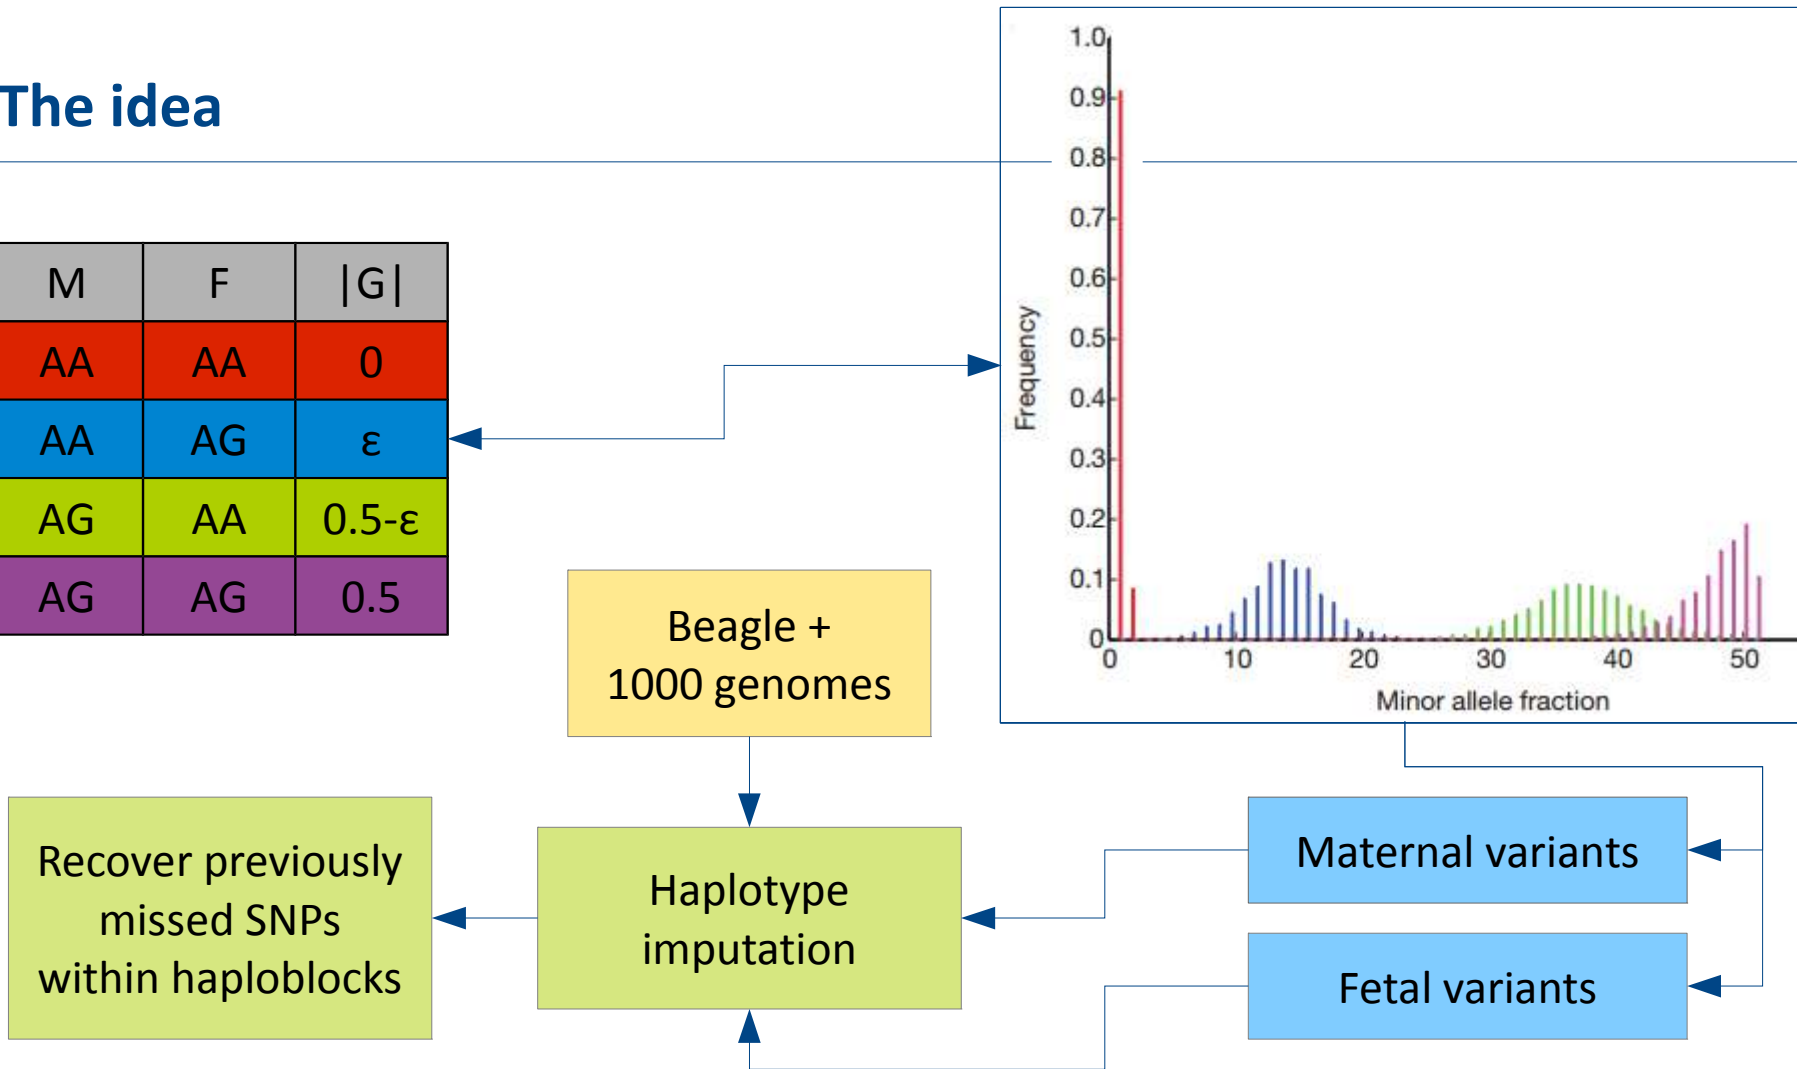 The idea
M F |G|
AA AA 0
AA AG ε
AG AA 0.5-ε
AG AG 0.5
1.0
0.9
0.8
0.7
0.6
0.5
0.4
0.3
0.2
0.1
0
Frequency
0 10 20 30 40 50
Minor allele fraction
Beagle +
1000 genomes
Recover previously
missed SNPs
within haploblocks
Haplotype
imputation
Maternal variants
Fetal variants